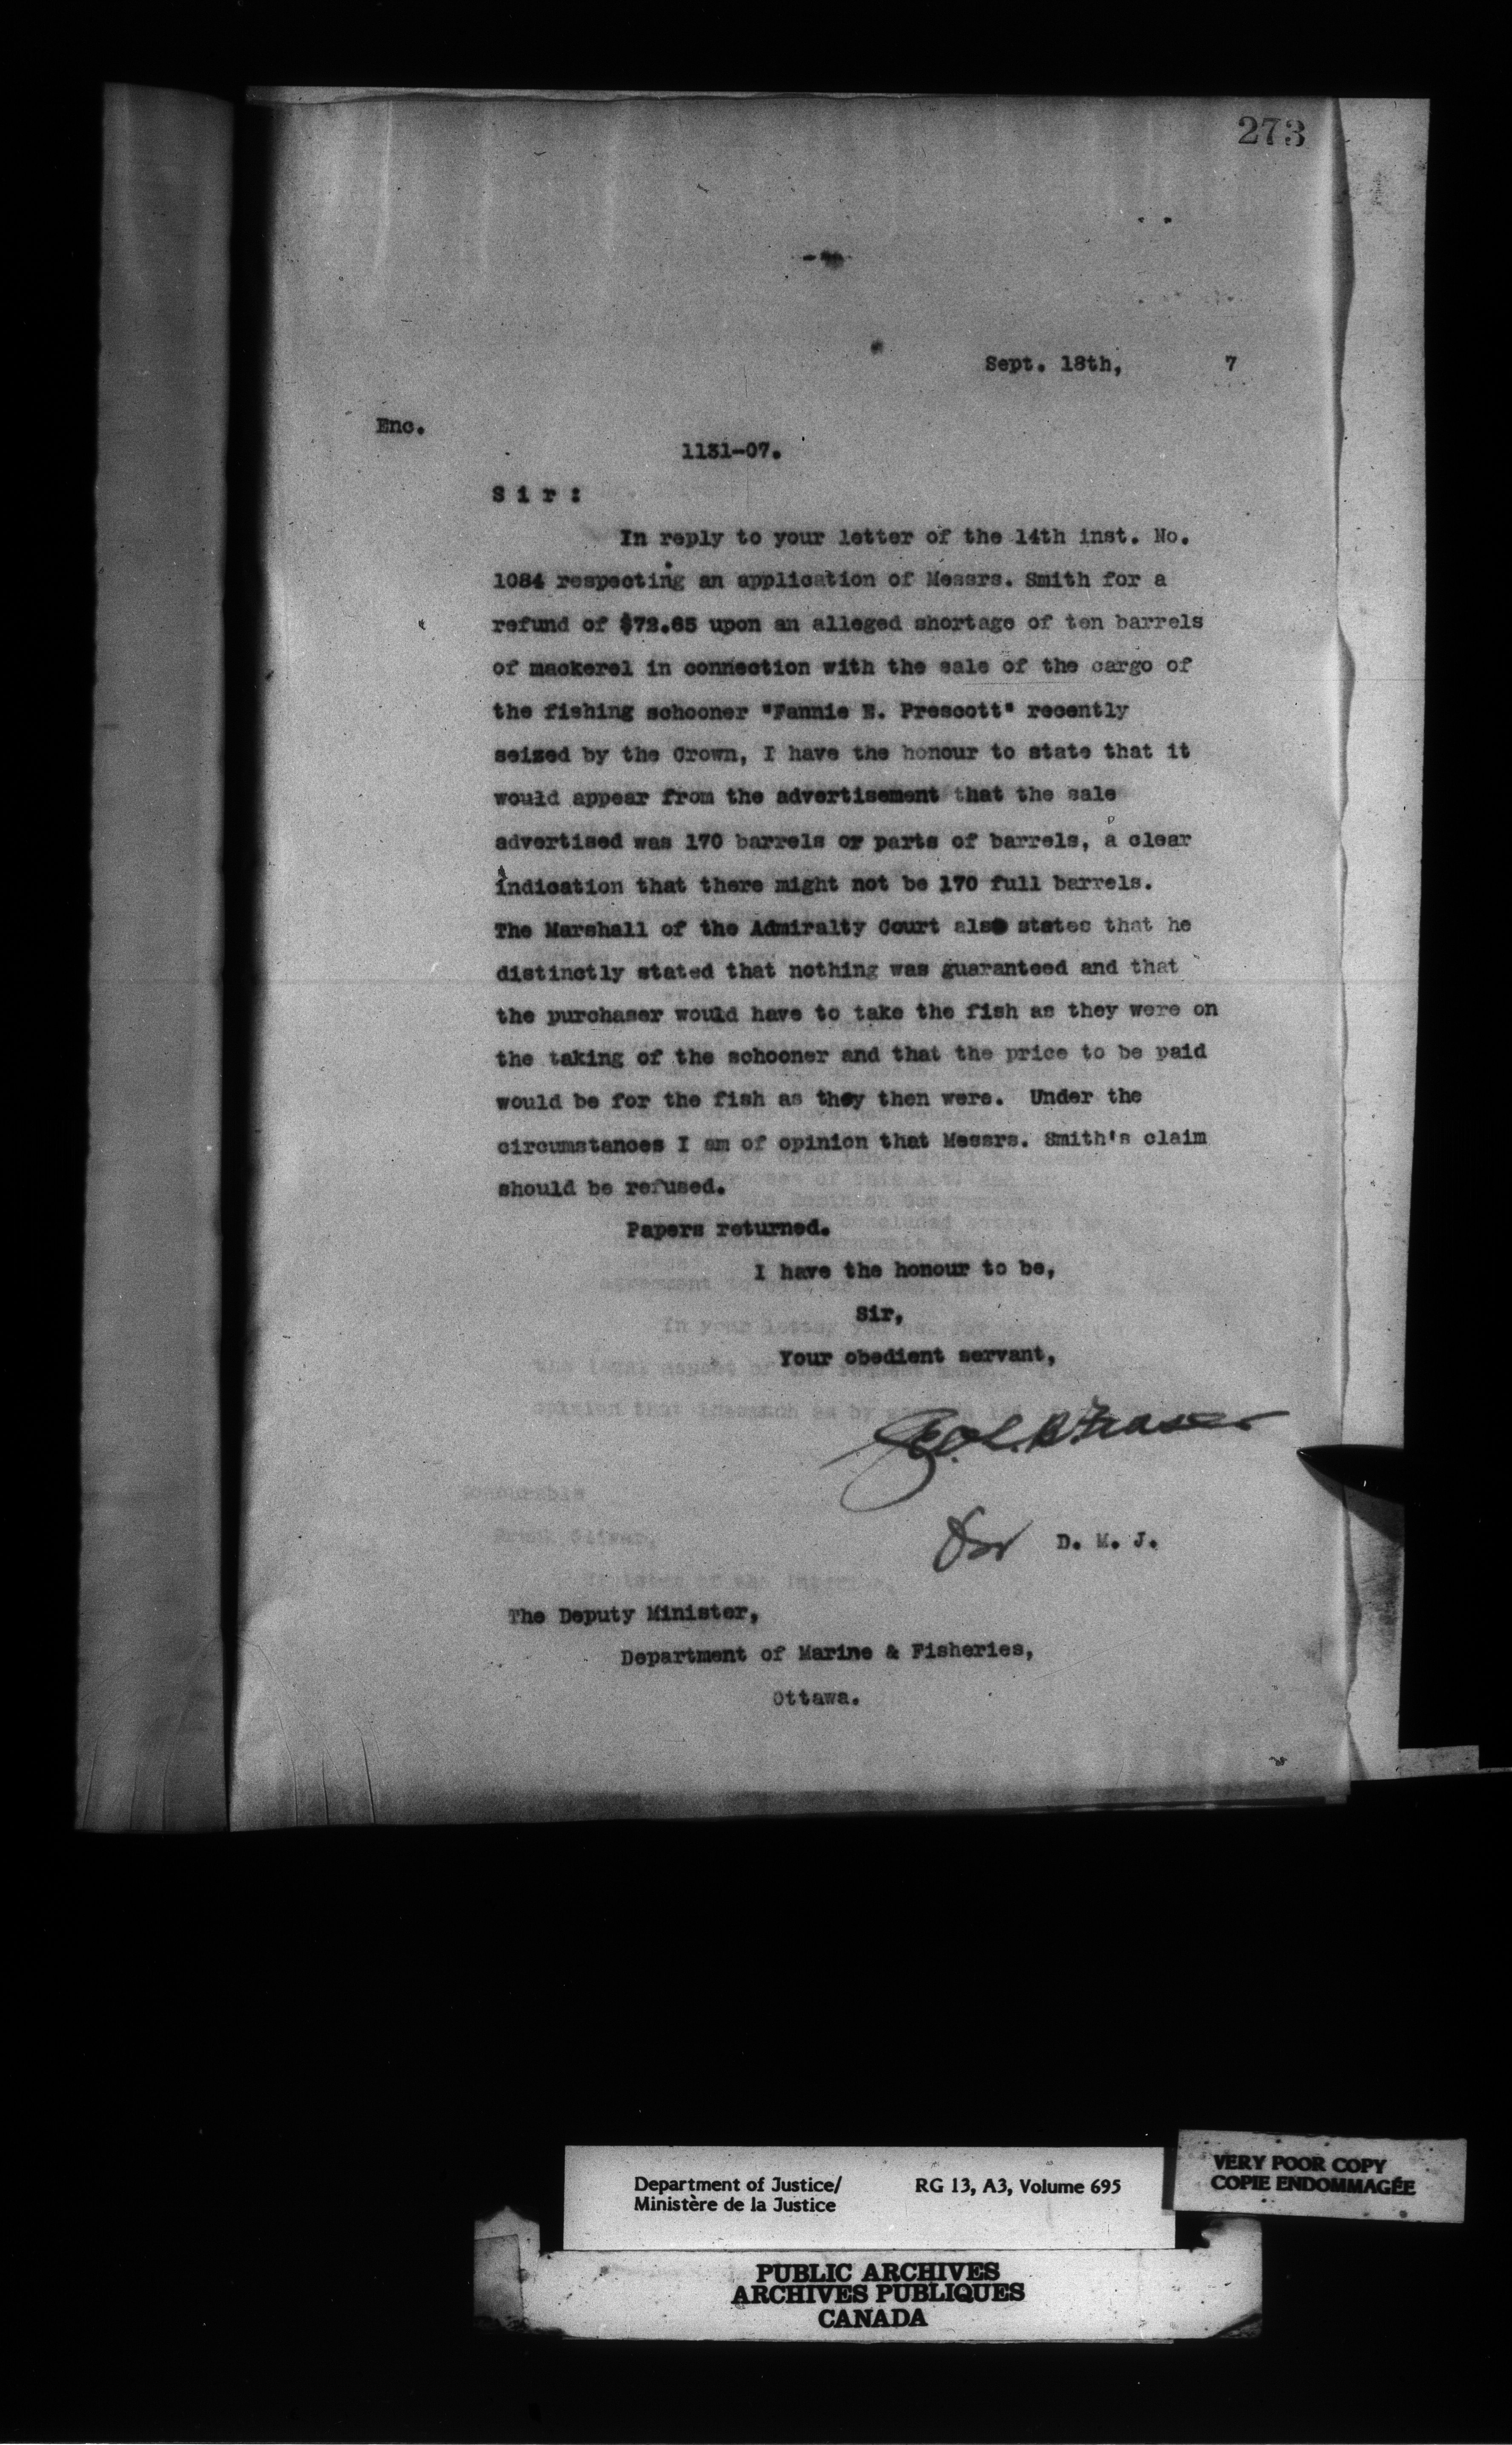 273
Sept. 18th, 7
Enc.
1131-07.
S i r :
In reply to your letter of the 14th inst. No.
1084 respecting an application of Messrs. Smith for a
refund of $72.65 upon an alleged shortage of ten barrels
of mackerel in connection with the sale of the cargo of
the fishing schooner "Fannie E. Prescott" recently
seized by the Crown, I have the honour to state that it
would appear from the advertisement that the sale
advertised was 170 barrels or parts of barrels, a clear
indication that there might not be 170 full barrels.
The Marshall of the Admiralty Court also states that he
distinctly stated that nothing was guaranteed and that
the purchaser would have to take the fish as they were on
the taking of the schooner and that the price to be paid
would be for the fish as they then were. Under the
circumstances I am of opinion that Messrs. Smith's claim
should be refused.
Papers returned.
I have the honour to be,
Sir,
Your obedient servant,
Fraser
for D. M. J.
The Deputy Minister,
Department of Marine & Fisheries,
Ottawa.
Department of Justice/ RG 13, A3, Volume 695
Ministère de la Justice
VERY POOR COPY
COPIE ENDOMMAGÉE
PUBLIC ARCHIVES
ARCHIVES PUBLIQUES
CANADA